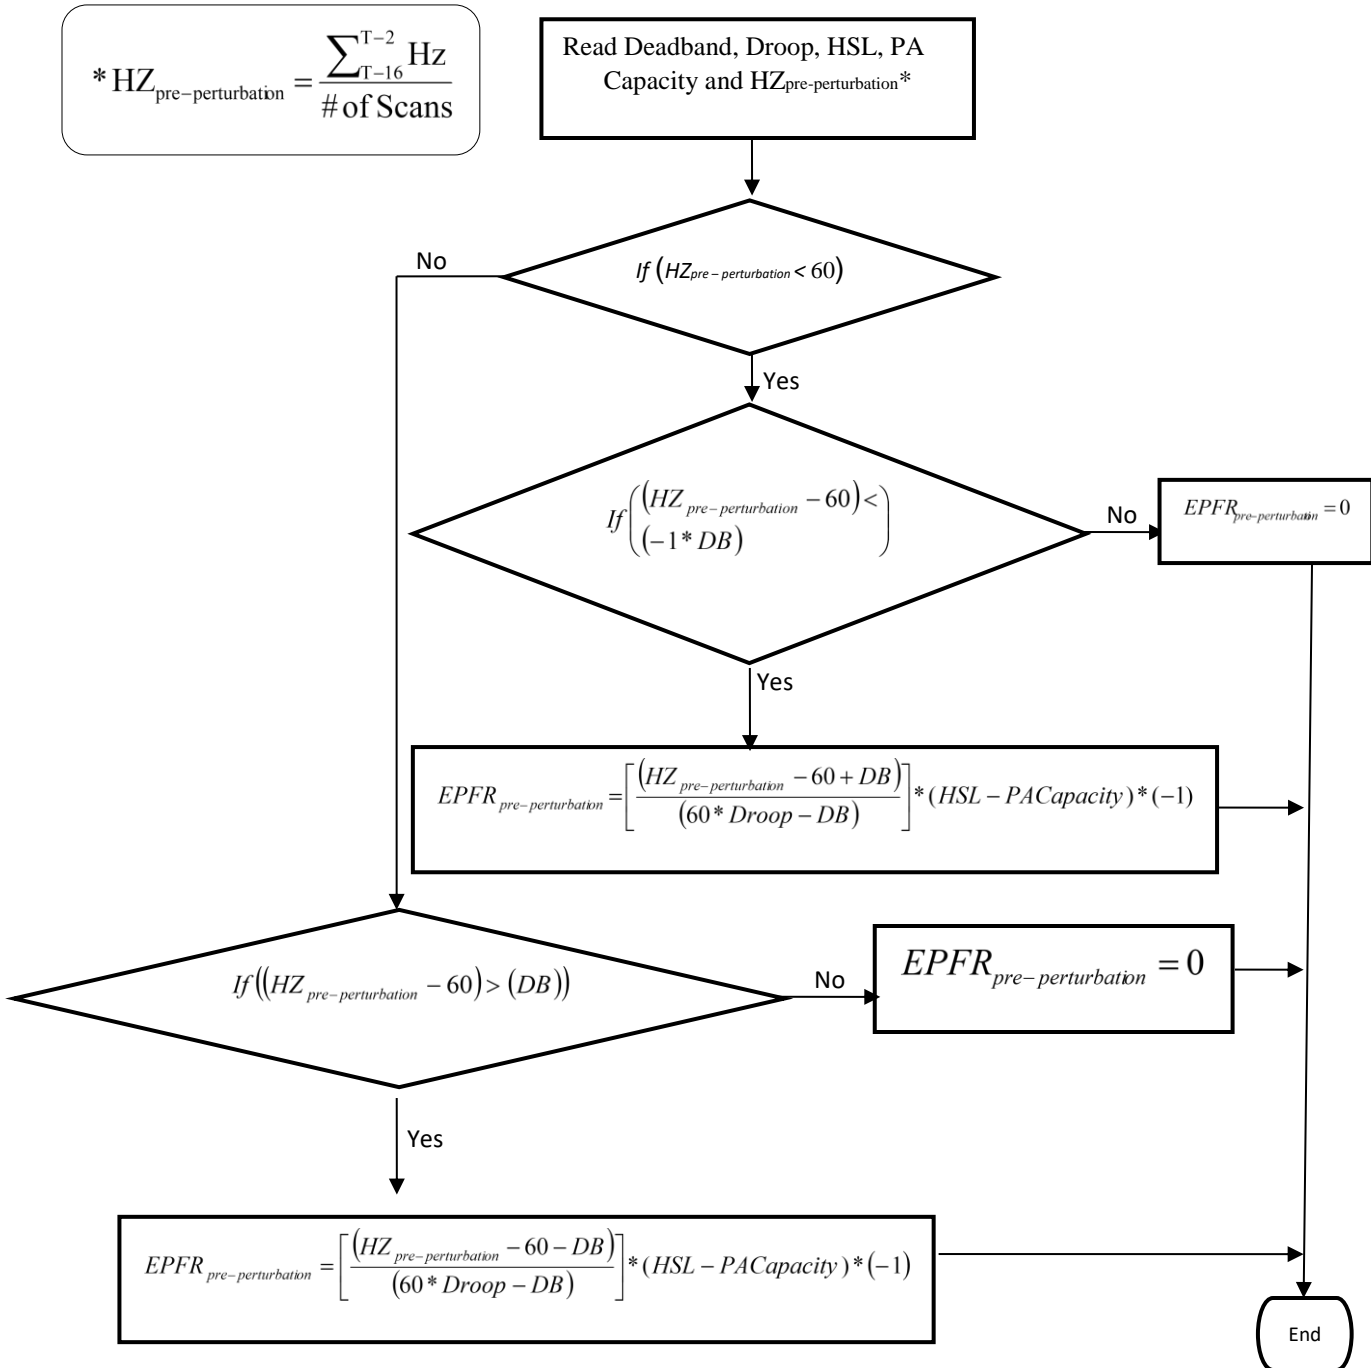 *HZpre−perturbation = ∑T−2T−16 Hz / # of Scans
Read Deadband, Droop, HSL, PA
Capacity and HZpre-perturbation*
If (HZpre – perturbation < 60)
No
Yes
If ((HZ pre− perturbation − 60) <
(−1* DB))
No
EPFRpre−perturbation = 0
Yes
EPFR pre−perturbation = [(HZ pre−perturbation − 60 + DB) / (60* Droop − DB)] * (HSL − PACapacity) * (−1)
If ((HZ pre−perturbation − 60) > (DB))
No
EPFR pre−perturbation = 0
Yes
EPFR pre−perturbation = [(HZ pre−perturbation − 60 − DB) / (60* Droop − DB)] * (HSL − PACapacity) * (−1)
End